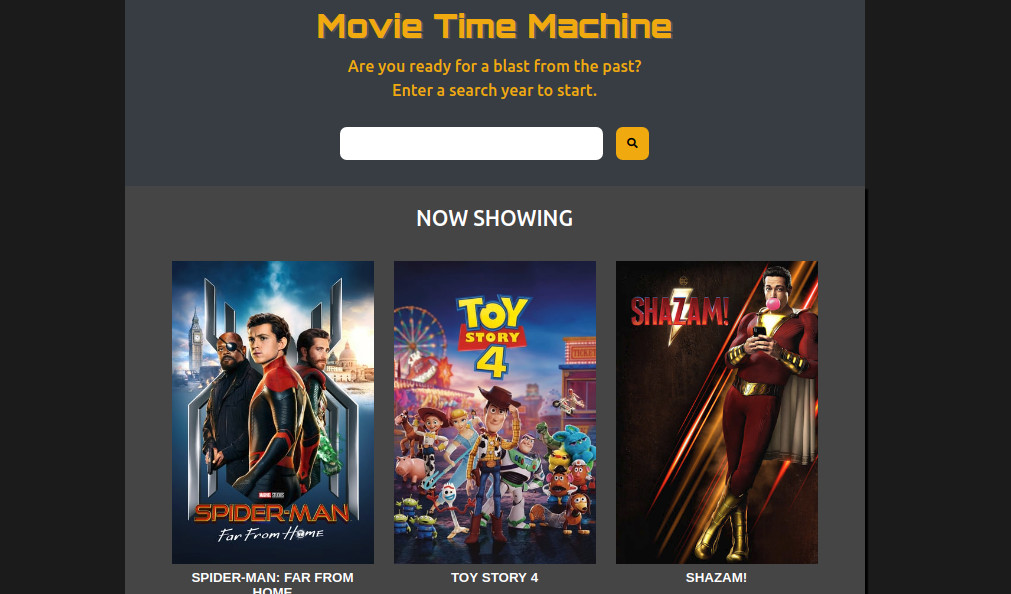 Movie Time Machine
Are you ready for a blast from the past?
Enter a search year to start.
NOW SHOWING
MARVEL STUDIOS
SPIDER-MAN
Far From Home
TOY
STORY
4
TICKETS
DC
SHAZAM!
SPIDER-MAN: FAR FROM
HOME
TOY STORY 4
SHAZAM!